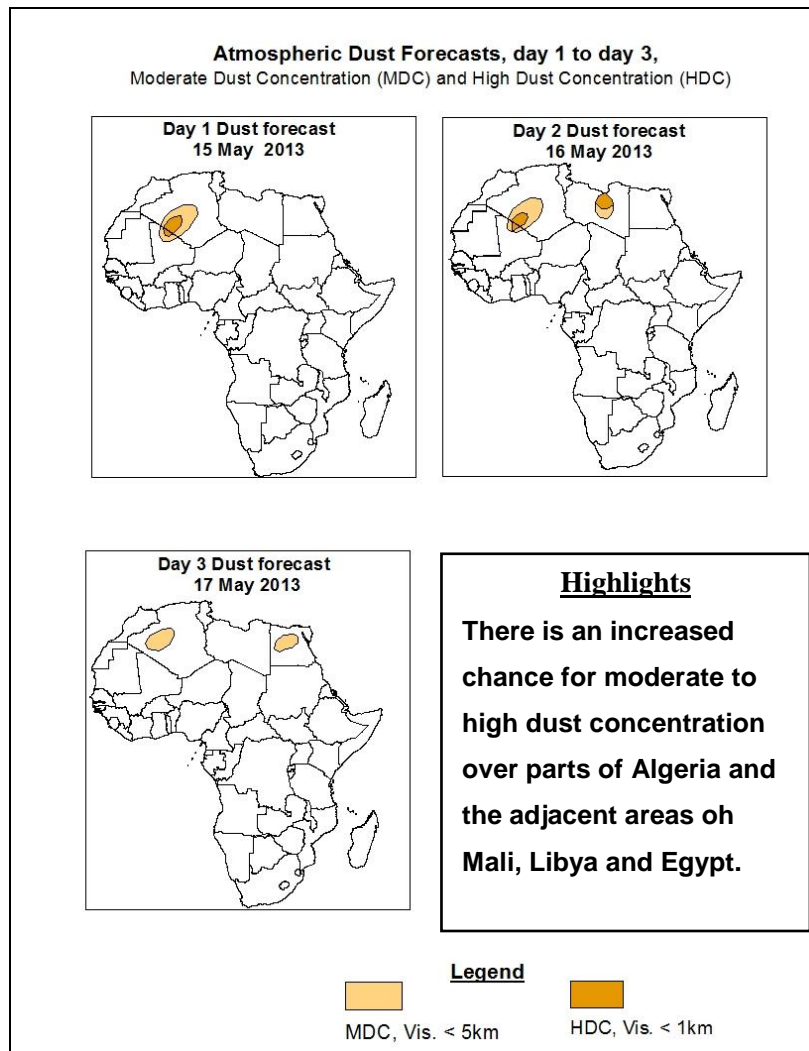 Atmospheric Dust Forecasts, day 1 to day 3,
Moderate Dust Concentration (MDC) and High Dust Concentration (HDC)
Day 1 Dust forecast
15 May 2013
Day 2 Dust forecast
16 May 2013
Day 3 Dust forecast
17 May 2013
Highlights
There is an increased
chance for moderate to
high dust concentration
over parts of Algeria and
the adjacent areas oh
Mali, Libya and Egypt.
Legend
MDC, Vis. < 5km
HDC, Vis. < 1km